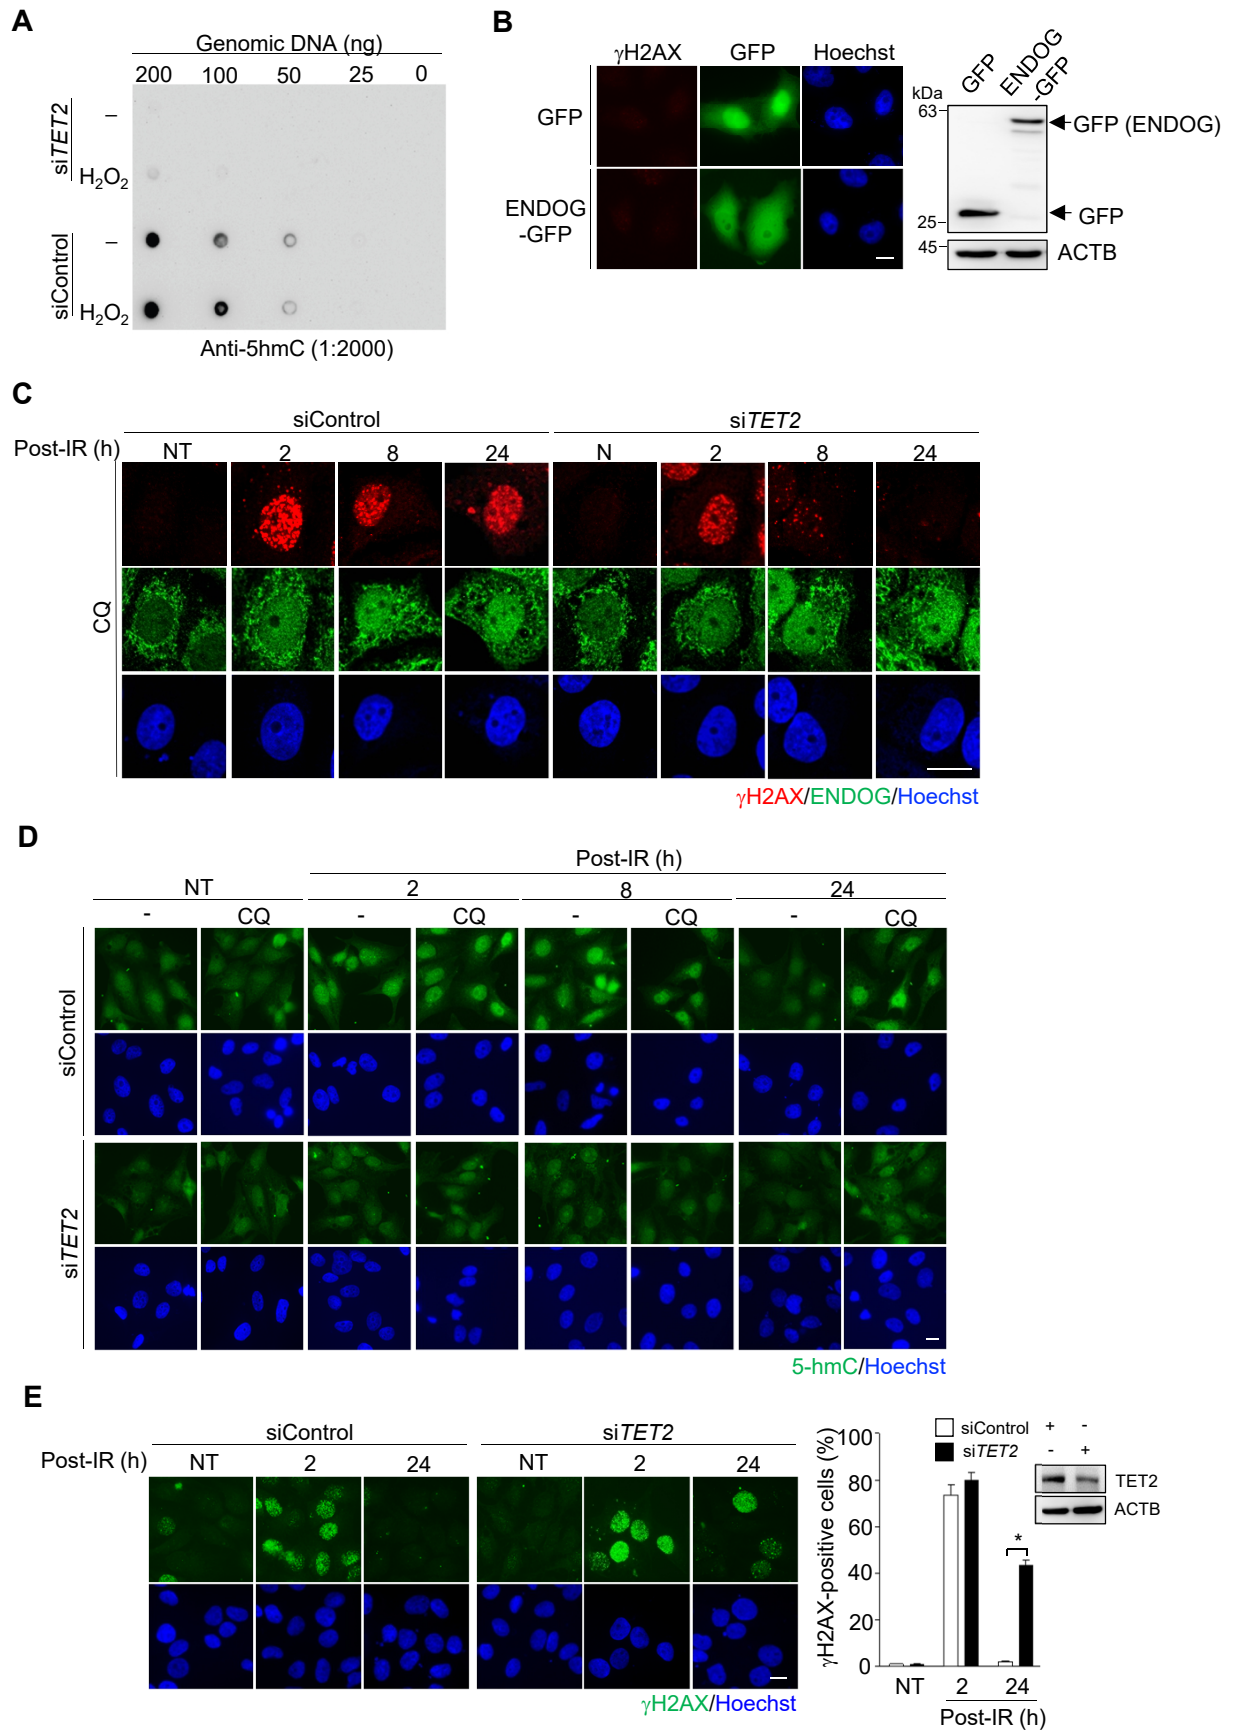 A
Genomic DNA (ng)
200 100 50 25 0
siTET2
–
H2O2
siControl
–
H2O2
Anti-5hmC (1:2000)
B
γH2AX GFP Hoechst
GFP
ENDOG
-GFP
GFP
ENDOG
-GFP
kDa
63
GFP (ENDOG)
25
GFP
45
ACTB
C
siControl siTET2
Post-IR (h) NT 2 8 24 N 2 8 24
CQ
γH2AX/ENDOG/Hoechst
D
Post-IR (h)
NT 2 8 24
- CQ - CQ - CQ - CQ
siControl
siTET2
5-hmC/Hoechst
E
siControl siTET2
Post-IR (h) NT 2 24 NT 2 24
γH2AX/Hoechst
γH2AX-positive cells (%)
100
80
60
40
20
0
siControl + -
siTET2 - +
TET2
ACTB
*
NT 2 24
Post-IR (h)